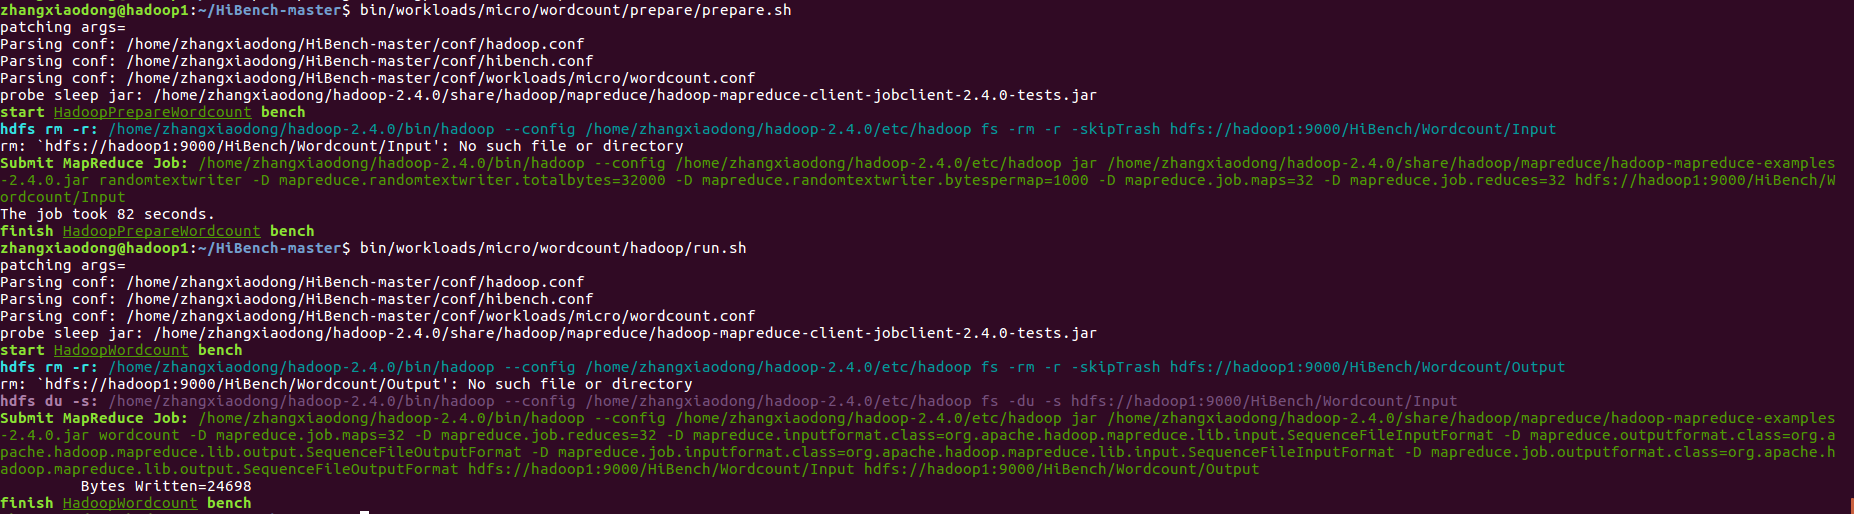 zhangxiaodong@hadoop1:~/HiBench-master$ bin/workloads/micro/wordcount/prepare/prepare.sh
patching args=
Parsing conf: /home/zhangxiaodong/HiBench-master/conf/hadoop.conf
Parsing conf: /home/zhangxiaodong/HiBench-master/conf/hibench.conf
Parsing conf: /home/zhangxiaodong/HiBench-master/conf/workloads/micro/wordcount.conf
probe sleep jar: /home/zhangxiaodong/hadoop-2.4.0/share/hadoop/mapreduce/hadoop-mapreduce-client-jobclient-2.4.0-tests.jar
start HadoopPrepareWordcount bench
hdfs rm -r: /home/zhangxiaodong/hadoop-2.4.0/bin/hadoop --config /home/zhangxiaodong/hadoop-2.4.0/etc/hadoop fs -rm -r -skipTrash hdfs://hadoop1:9000/HiBench/Wordcount/Input
rm: `hdfs://hadoop1:9000/HiBench/Wordcount/Input': No such file or directory
Submit MapReduce Job: /home/zhangxiaodong/hadoop-2.4.0/bin/hadoop --config /home/zhangxiaodong/hadoop-2.4.0/etc/hadoop jar /home/zhangxiaodong/hadoop-2.4.0/share/hadoop/mapreduce/hadoop-mapreduce-examples
-2.4.0.jar randomtextwriter -D mapreduce.randomtextwriter.totalbytes=32000 -D mapreduce.randomtextwriter.bytespermap=1000 -D mapreduce.job.maps=32 -D mapreduce.job.reduces=32 hdfs://hadoop1:9000/HiBench/W
ordcount/Input
The job took 82 seconds.
finish HadoopPrepareWordcount bench
zhangxiaodong@hadoop1:~/HiBench-master$ bin/workloads/micro/wordcount/hadoop/run.sh
patching args=
Parsing conf: /home/zhangxiaodong/HiBench-master/conf/hadoop.conf
Parsing conf: /home/zhangxiaodong/HiBench-master/conf/hibench.conf
Parsing conf: /home/zhangxiaodong/HiBench-master/conf/workloads/micro/wordcount.conf
probe sleep jar: /home/zhangxiaodong/hadoop-2.4.0/share/hadoop/mapreduce/hadoop-mapreduce-client-jobclient-2.4.0-tests.jar
start HadoopWordcount bench
hdfs rm -r: /home/zhangxiaodong/hadoop-2.4.0/bin/hadoop --config /home/zhangxiaodong/hadoop-2.4.0/etc/hadoop fs -rm -r -skipTrash hdfs://hadoop1:9000/HiBench/Wordcount/Output
rm: `hdfs://hadoop1:9000/HiBench/Wordcount/Output': No such file or directory
hdfs du -s: /home/zhangxiaodong/hadoop-2.4.0/bin/hadoop --config /home/zhangxiaodong/hadoop-2.4.0/etc/hadoop fs -du -s hdfs://hadoop1:9000/HiBench/Wordcount/Input
Submit MapReduce Job: /home/zhangxiaodong/hadoop-2.4.0/bin/hadoop --config /home/zhangxiaodong/hadoop-2.4.0/etc/hadoop jar /home/zhangxiaodong/hadoop-2.4.0/share/hadoop/mapreduce/hadoop-mapreduce-examples
-2.4.0.jar wordcount -D mapreduce.job.maps=32 -D mapreduce.job.reduces=32 -D mapreduce.inputformat.class=org.apache.hadoop.mapreduce.lib.input.SequenceFileInputFormat -D mapreduce.outputformat.class=org.a
pache.hadoop.mapreduce.lib.output.SequenceFileOutputFormat -D mapreduce.job.inputformat.class=org.apache.hadoop.mapreduce.lib.input.SequenceFileInputFormat -D mapreduce.job.outputformat.class=org.apache.h
adoop.mapreduce.lib.output.SequenceFileOutputFormat hdfs://hadoop1:9000/HiBench/Wordcount/Input hdfs://hadoop1:9000/HiBench/Wordcount/Output
Bytes Written=24698
finish HadoopWordcount bench